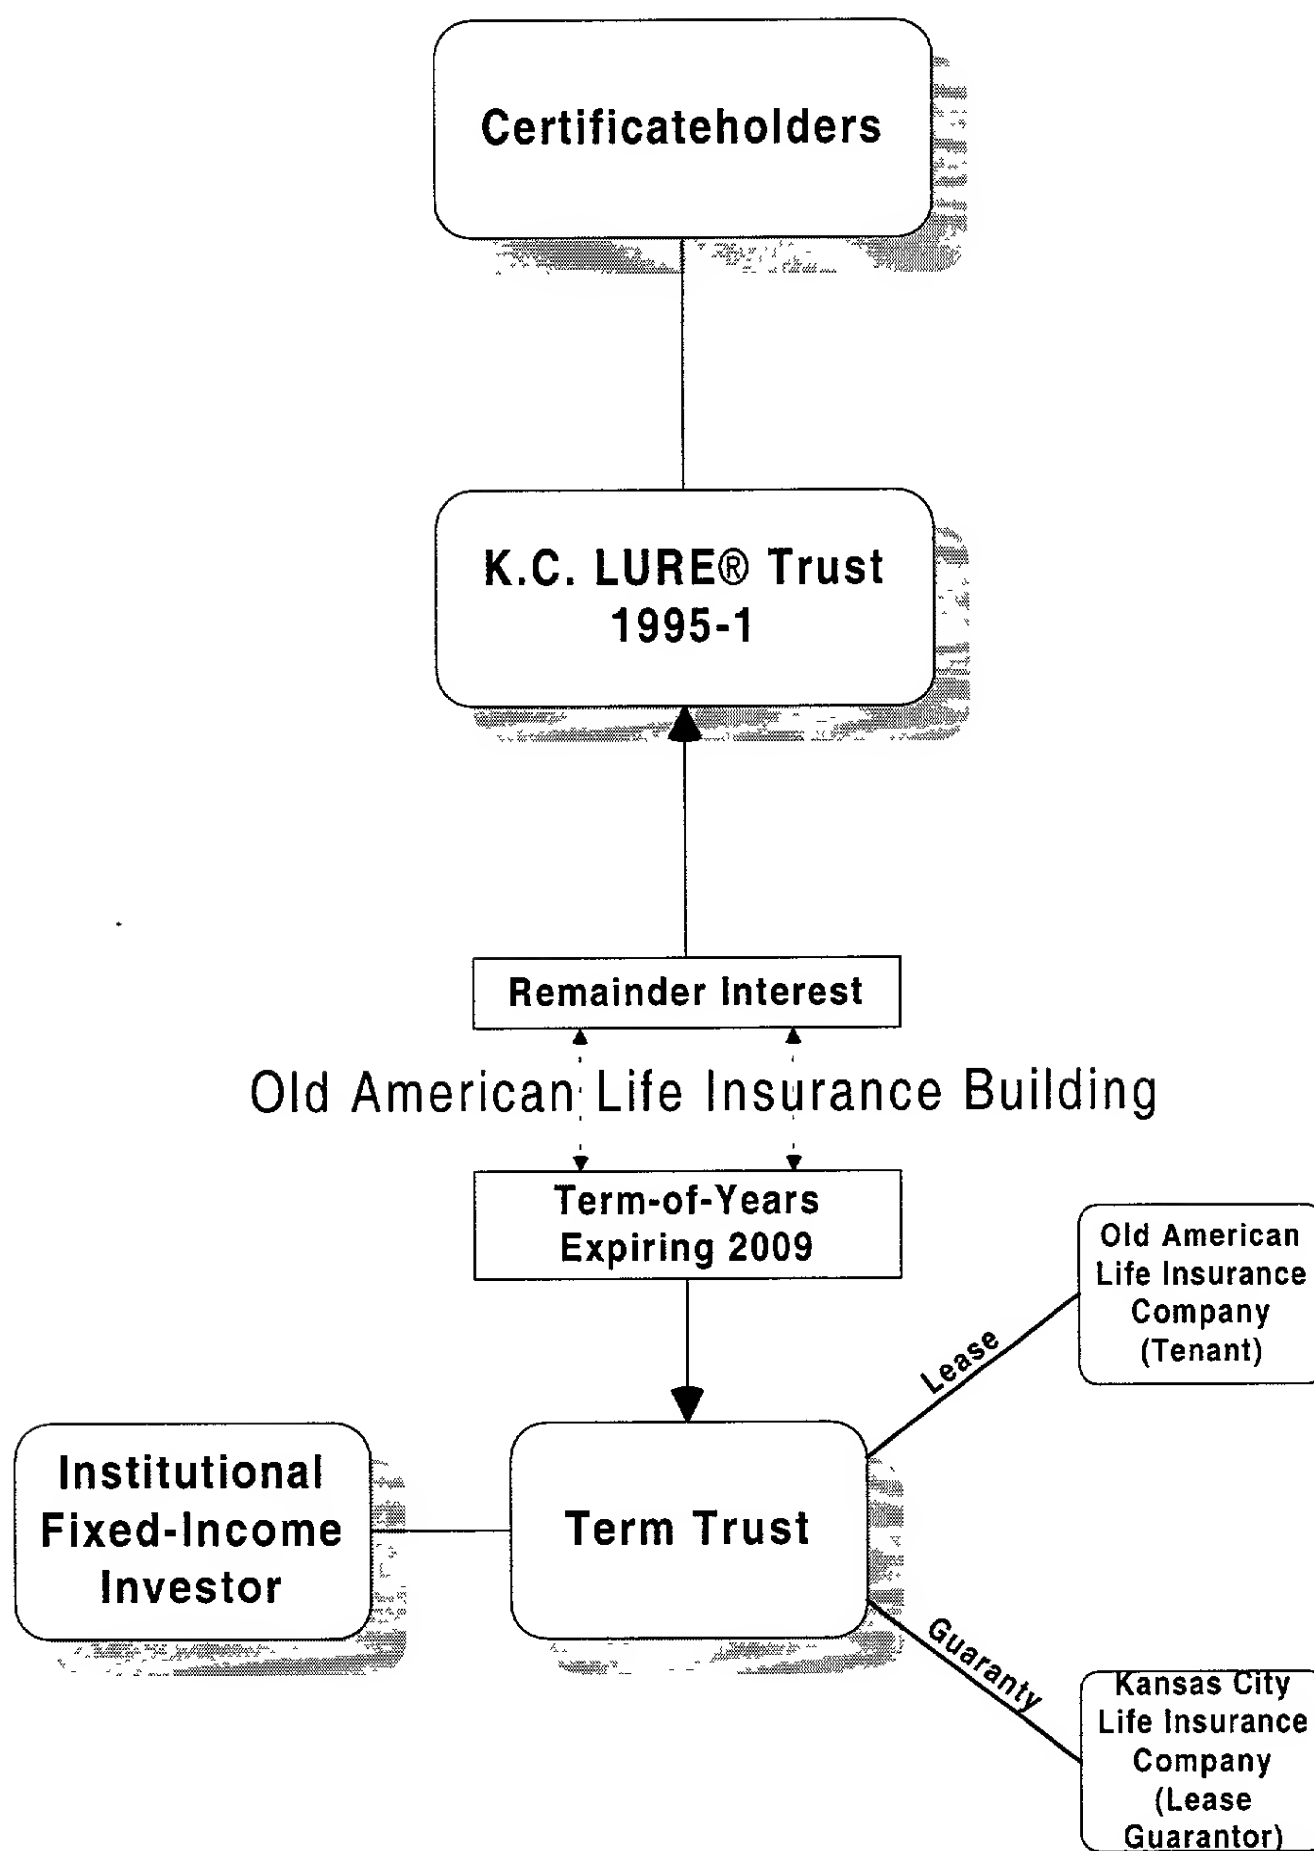 Certificateholders
K.C. LURE® Trust
1995-1
Remainder Interest
Old American Life Insurance Building
Term-of-Years
Expiring 2009
Old American
Life Insurance
Company
(Tenant)
Lease
Institutional
Fixed-Income
Investor
Term Trust
Guaranty
Kansas City
Life Insurance
Company
(Lease
Guarantor)